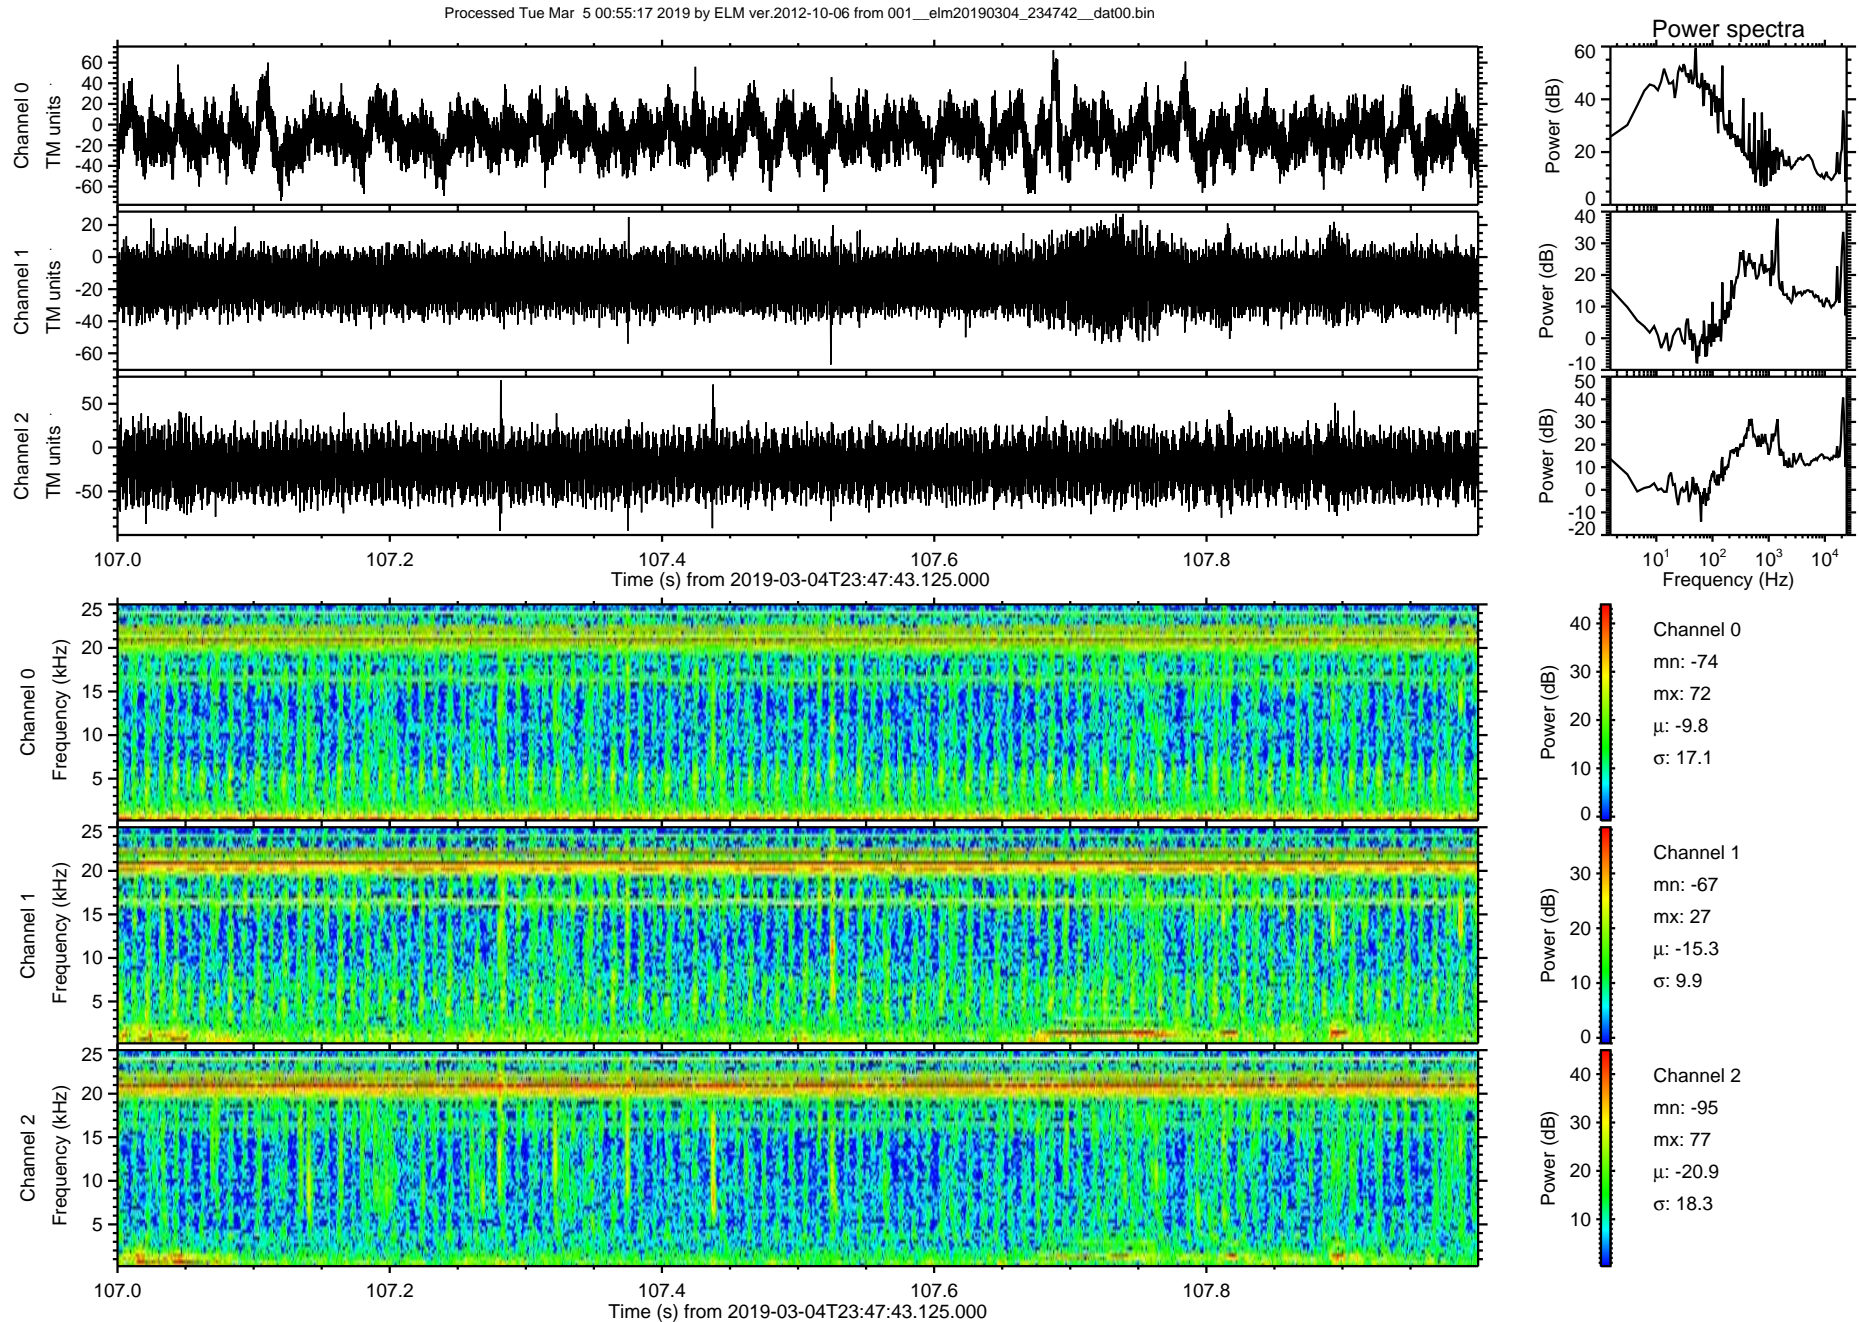 Processed Tue Mar  5 00:55:17 2019 by ELM ver.2012-10-06 from 001__elm20190304_234742__dat00.bin
Power spectra
Channel 0
TM units
60
40
20
0
-20
-40
-60
Power (dB)
60
40
20
0
Channel 1
TM units
20
0
-20
-40
-60
Power (dB)
40
30
20
10
0
-10
Channel 2
TM units
50
0
-50
Power (dB)
50
40
30
20
10
0
-10
-20
107.0 107.2 107.4 107.6 107.8
Time (s) from 2019-03-04T23:47:43.125.000
10^1 10^2 10^3 10^4
Frequency (Hz)
Channel 0
Frequency (kHz)
25
20
15
10
5
Power (dB)
40
30
20
10
0
Channel 0
mn: -74
mx: 72
μ: -9.8
σ: 17.1
Channel 1
Frequency (kHz)
25
20
15
10
5
Power (dB)
30
20
10
0
Channel 1
mn: -67
mx: 27
μ: -15.3
σ: 9.9
Channel 2
Frequency (kHz)
25
20
15
10
5
Power (dB)
40
30
20
10
Channel 2
mn: -95
mx: 77
μ: -20.9
σ: 18.3
107.0 107.2 107.4 107.6 107.8
Time (s) from 2019-03-04T23:47:43.125.000